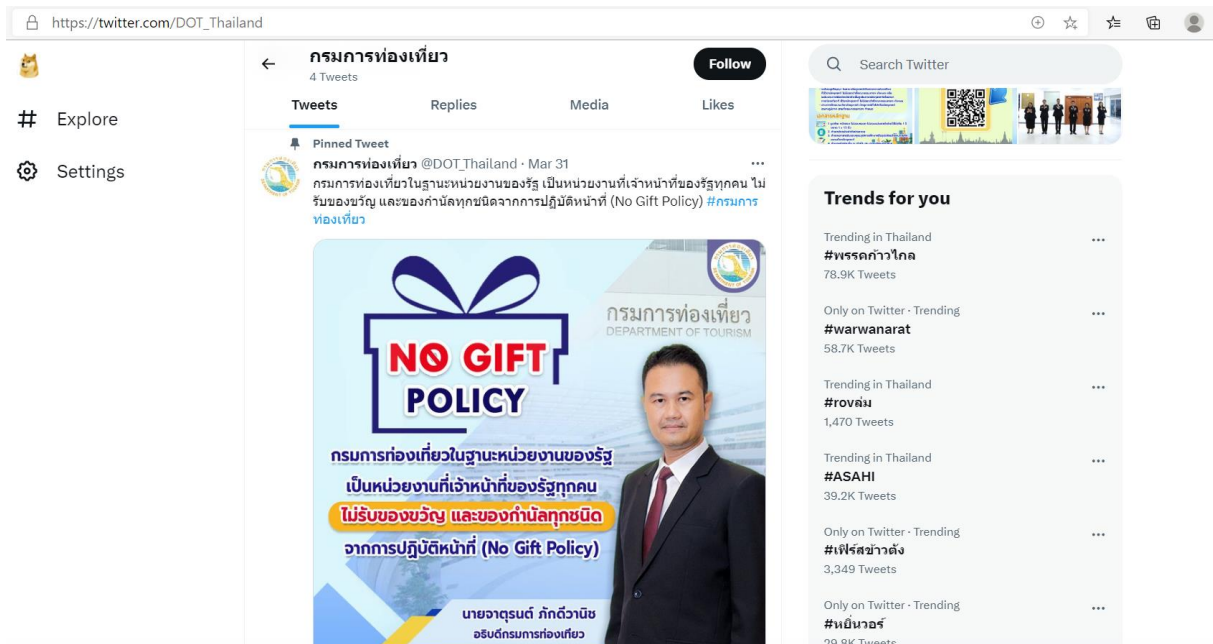 https://twitter.com/DOT_Thailand
Explore
Settings
กรมการท่องเที่ยว
4 Tweets
Follow
Tweets
Replies
Media
Likes
Pinned Tweet
กรมการท่องเที่ยว @DOT_Thailand · Mar 31
กรมการท่องเที่ยวในฐานะหน่วยงานของรัฐ เป็นหน่วยงานที่เจ้าหน้าที่ของรัฐทุกคน ไม่
รับของขวัญ และของกำนัลทุกชนิดจากการปฏิบัติหน้าที่ (No Gift Policy) #กรมการ
ท่องเที่ยว
กรมการท่องเที่ยว
DEPARTMENT OF TOURISM
NO GIFT
POLICY
กรมการท่องเที่ยวในฐานะหน่วยงานของรัฐ
เป็นหน่วยงานที่เจ้าหน้าที่ของรัฐทุกคน
ไม่รับของขวัญ และของกำนัลทุกชนิด
จากการปฏิบัติหน้าที่ (No Gift Policy)
นายจาตุรนต์ ภักดีวานิช
อธิบดีกรมการท่องเที่ยว
Search Twitter
Trends for you
Trending in Thailand
#พรรคก้าวไกล
78.9K Tweets
Only on Twitter · Trending
#warwanarat
58.7K Tweets
Trending in Thailand
#rovล่ม
1,470 Tweets
Trending in Thailand
#ASAHI
39.2K Tweets
Only on Twitter · Trending
#เฟิร์สข้าวตัง
3,349 Tweets
Only on Twitter · Trending
#หยิ่นวอร์
29.8K Tweets